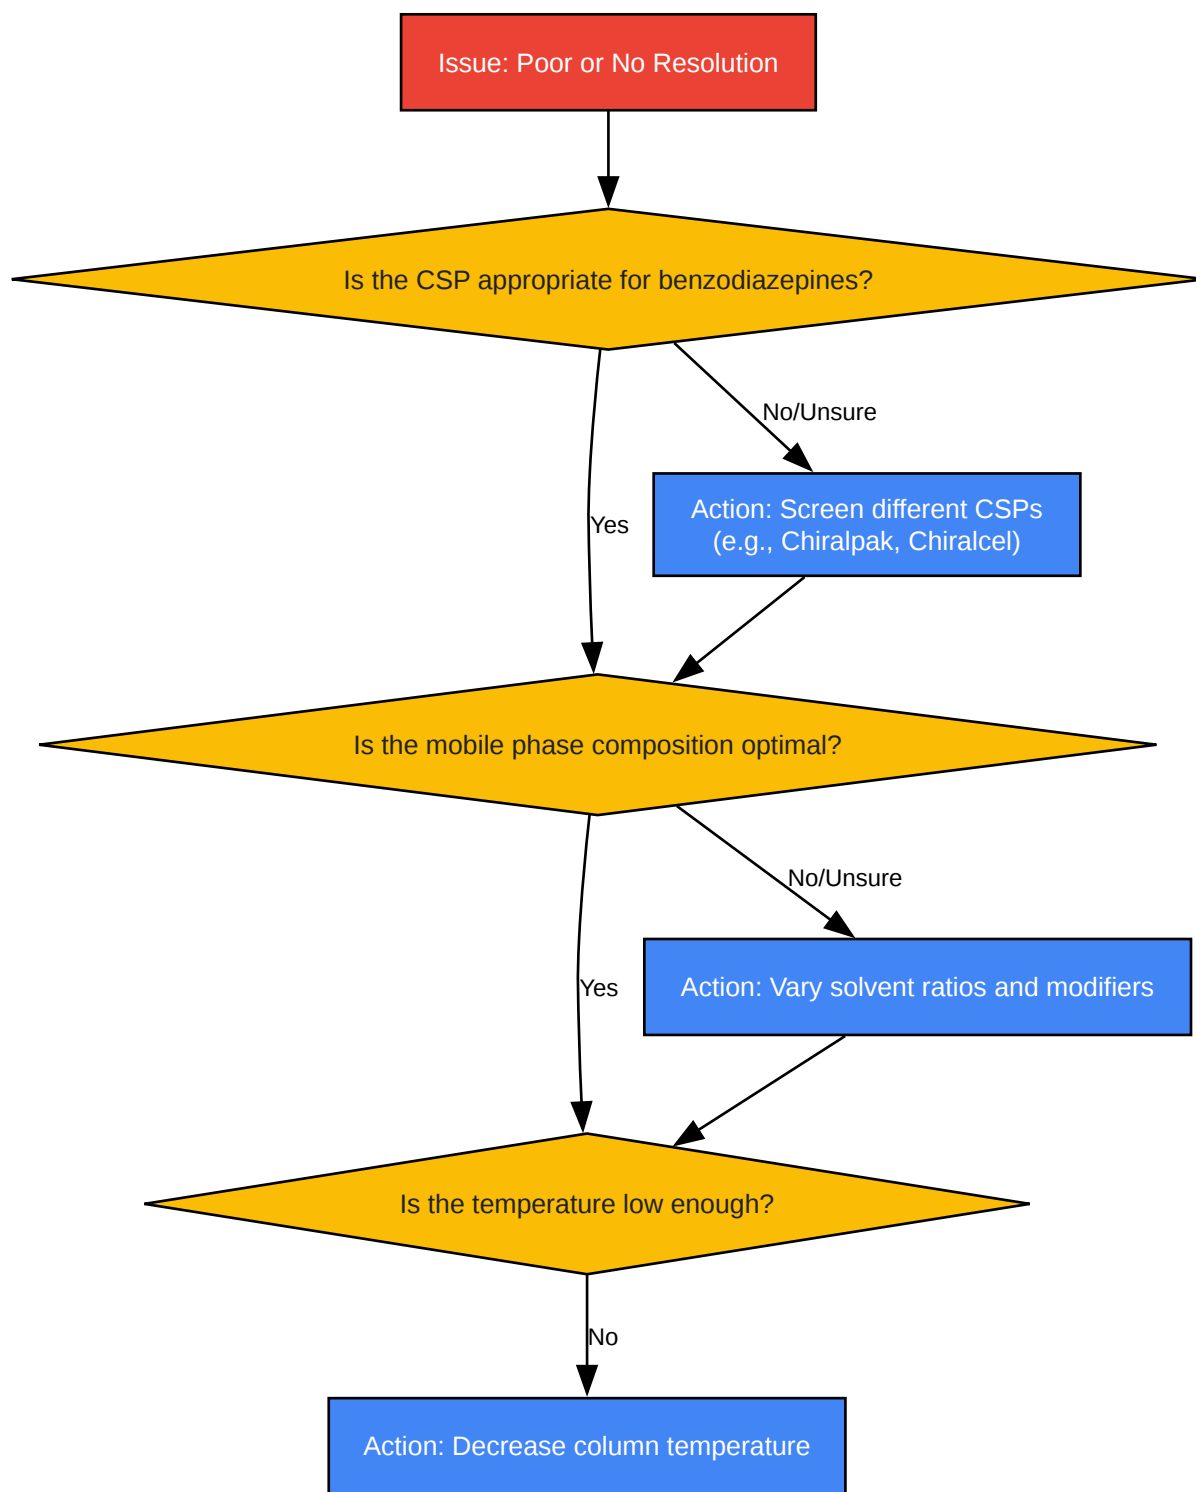 Issue: Poor or No Resolution
Is the CSP appropriate for benzodiazepines?
No/Unsure
Action: Screen different CSPs
(e.g., Chiralpak, Chiralcel)
Yes
Is the mobile phase composition optimal?
No/Unsure
Action: Vary solvent ratios and modifiers
Yes
Is the temperature low enough?
No
Action: Decrease column temperature